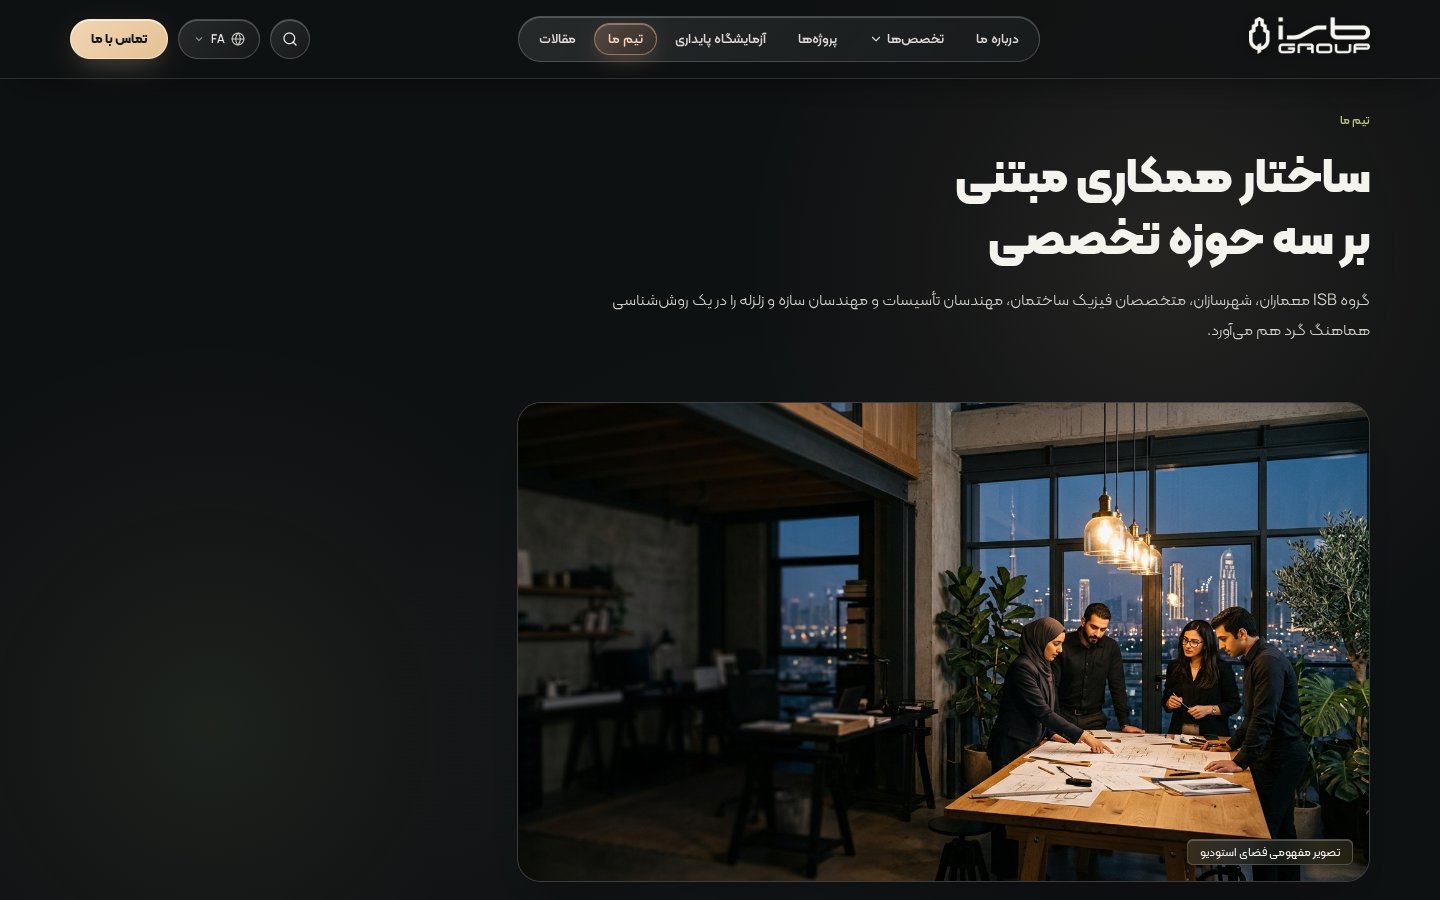 isb
GROUP
درباره ما
تخصص‌ها
پروژه‌ها
آزمایشگاه پایداری
تیم ما
مقالات
FA
تماس با ما
تیم ما
ساختار همکاری مبتنی
بر سه حوزه تخصصی
گروه ISB معماران، شهرسازان، متخصصان فیزیک ساختمان، مهندسان تأسیسات و مهندسان سازه و زلزله را در یک روش‌شناسی
هماهنگ گرد هم می‌آورد.
تصویر مفهومی فضای استودیو